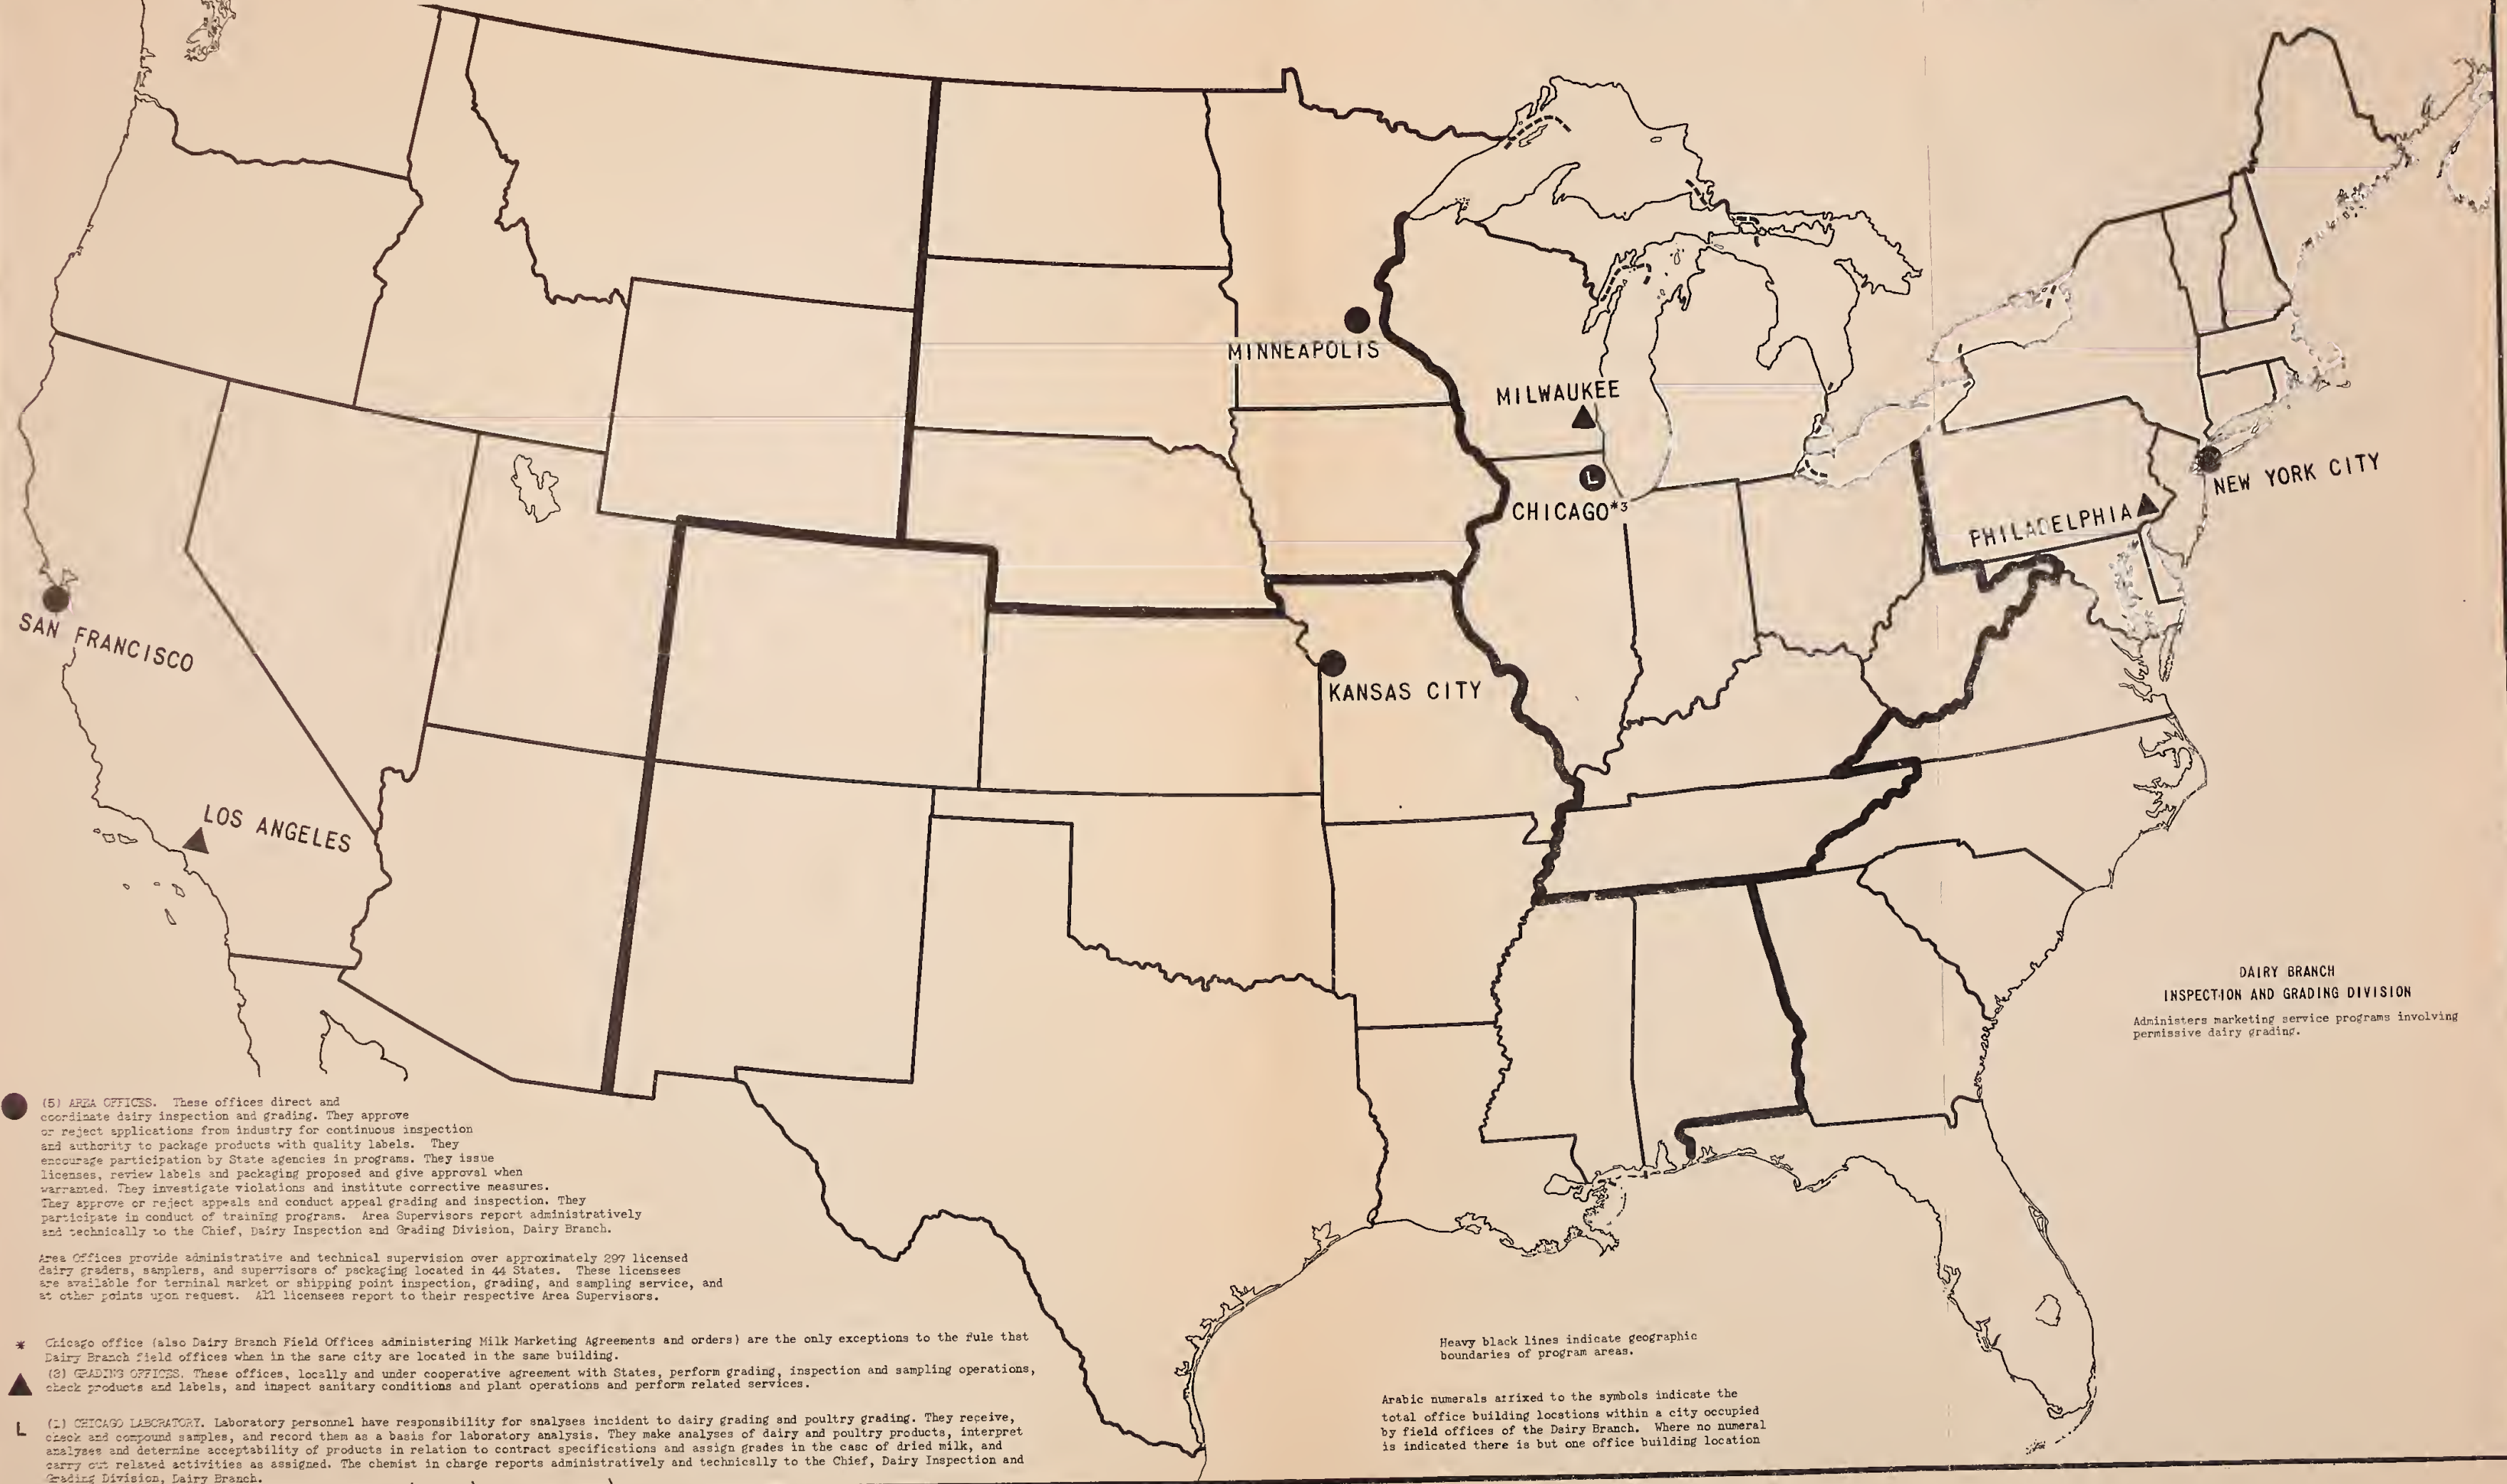 MINNEAPOLIS
MILWAUKEE
L
CHICAGO*3
NEW YORK CITY
PHILADELPHIA
SAN FRANCISCO
KANSAS CITY
LOS ANGELES
DAIRY BRANCH
INSPECTION AND GRADING DIVISION
Administers marketing service programs involving
permissive dairy grading.
(5) AREA OFFICES. These offices direct and
coordinate dairy inspection and grading. They approve
or reject applications from industry for continuous inspection
and authority to package products with quality labels. They
encourage participation by State agencies in programs. They issue
licenses, review labels and packaging proposed and give approval when
warranted. They investigate violations and institute corrective measures.
They approve or reject appeals and conduct appeal grading and inspection. They
participate in conduct of training programs. Area Supervisors report administratively
and technically to the Chief, Dairy Inspection and Grading Division, Dairy Branch.
Area Offices provide administrative and technical supervision over approximately 297 licensed
dairy graders, samplers, and supervisors of packaging located in 44 States. These licensees
are available for terminal market or shipping point inspection, grading, and sampling service, and
at other points upon request. All licensees report to their respective Area Supervisors.
* Chicago office (also Dairy Branch Field Offices administering Milk Marketing Agreements and orders) are the only exceptions to the rule that
Dairy Branch field offices when in the same city are located in the same building.
(3) GRADING OFFICES. These offices, locally and under cooperative agreement with States, perform grading, inspection and sampling operations,
check products and labels, and inspect sanitary conditions and plant operations and perform related services.
L (1) CHICAGO LABORATORY. Laboratory personnel have responsibility for analyses incident to dairy grading and poultry grading. They receive,
check and compound samples, and record them as a basis for laboratory analysis. They make analyses of dairy and poultry products, interpret
analyses and determine acceptability of products in relation to contract specifications and assign grades in the case of dried milk, and
carry out related activities as assigned. The chemist in charge reports administratively and technically to the Chief, Dairy Inspection and
Grading Division, Dairy Branch.
Heavy black lines indicate geographic
boundaries of program areas.
Arabic numerals affixed to the symbols indicate the
total office building locations within a city occupied
by field offices of the Dairy Branch. Where no numeral
is indicated there is but one office building location